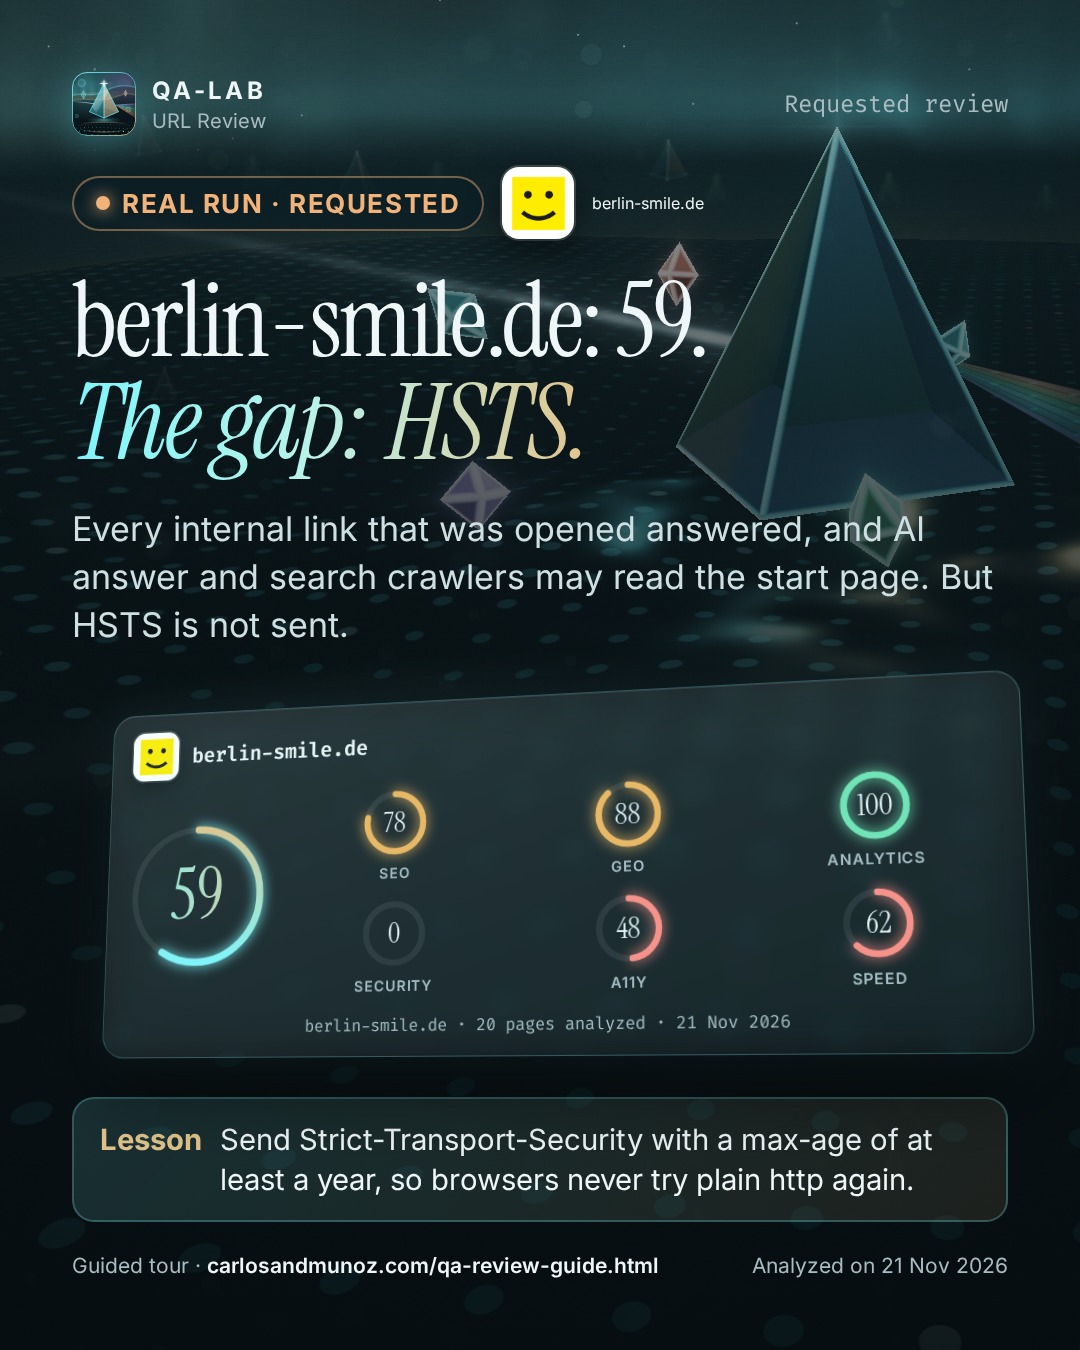 QA-LAB
URL Review
Requested review
REAL RUN · REQUESTED
berlin-smile.de
berlin-smile.de: 59.
The gap: HSTS.
Every internal link that was opened answered, and AI
answer and search crawlers may read the start page. But
HSTS is not sent.
berlin-smile.de
59
78
SEO
88
GEO
100
ANALYTICS
0
SECURITY
48
A11Y
62
SPEED
berlin-smile.de · 20 pages analyzed · 21 Nov 2026
Lesson
Send Strict-Transport-Security with a max-age of at
least a year, so browsers never try plain http again.
Guided tour · carlosandmunoz.com/qa-review-guide.html
Analyzed on 21 Nov 2026